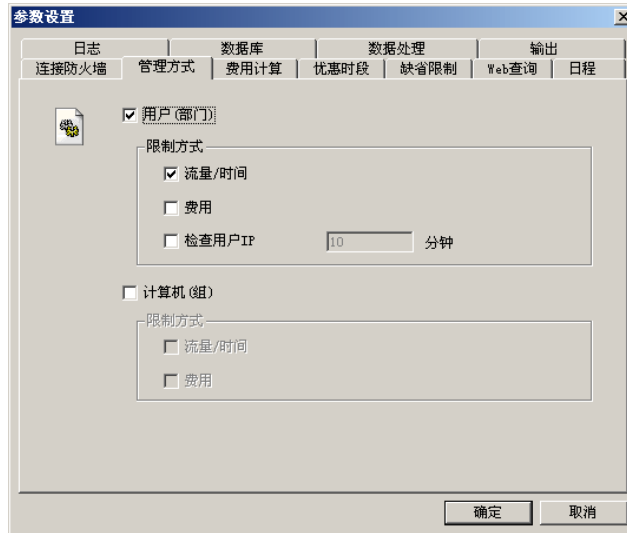 参数设置
日志 数据库 数据处理 输出
连接防火墙 管理方式 费用计算 优惠时段 缺省限制 Web查询 日程
用户(部门)
限制方式
流量/时间
费用
检查用户IP 10 分钟
计算机(组)
限制方式
流量/时间
费用
确定 取消